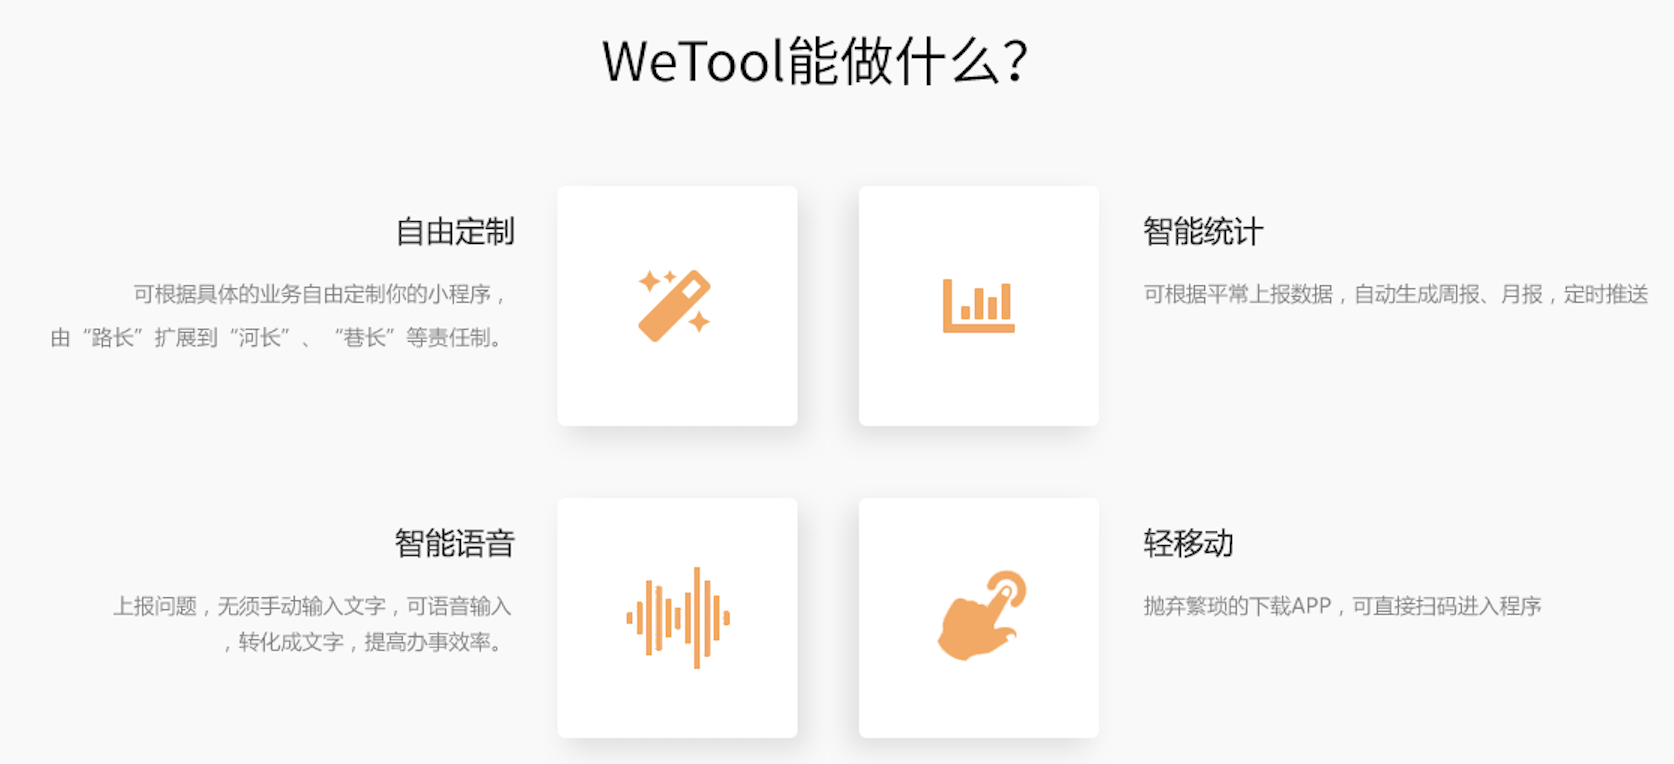 WeTool能做什么？
自由定制
可根据具体的业务自由定制你的小程序，
由“路长”扩展到“河长”、“巷长”等责任制。
智能统计
可根据平常上报数据，自动生成周报、月报，定时推送
智能语音
上报问题，无须手动输入文字，可语音输入
，转化成文字，提高办事效率。
轻移动
抛弃繁琐的下载APP，可直接扫码进入程序